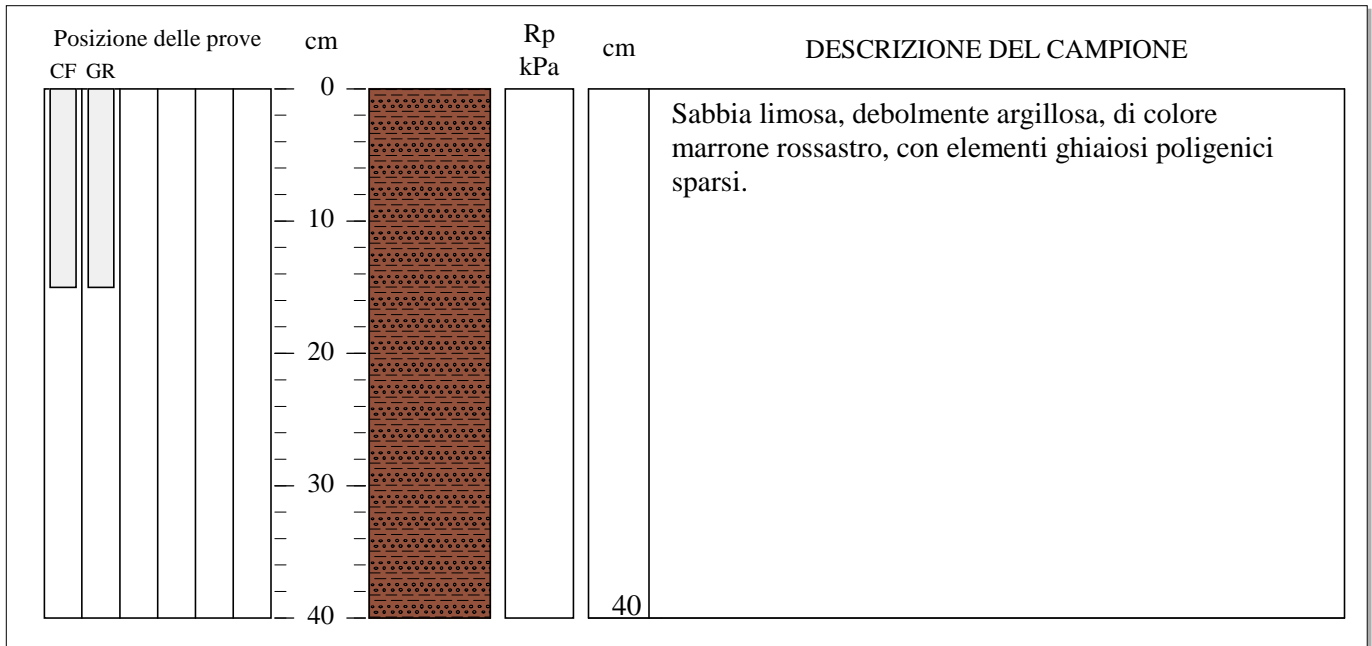 Posizione delle prove
CF GR
cm
Rp
kPa
cm
DESCRIZIONE DEL CAMPIONE
0
10
20
30
40
40
Sabbia limosa, debolmente argillosa, di colore
marrone rossastro, con elementi ghiaiosi poligenici
sparsi.